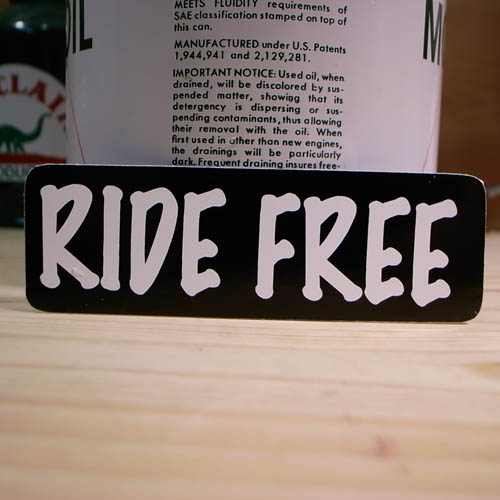 MEETS FLUIDITY requirements of
SAE classification stamped on top of
this can.
MANUFACTURED under U.S. Patents
1,944,941 and 2,129,281.
IMPORTANT NOTICE: Used oil, when
drained, will be discolored by sus-
pended matter, showing that its
detergency is dispersing or sus-
pending contaminants, thus allowing
their removal with the oil. When
first used in other than new engines,
the drainings will be particularly
dark. Frequent draining insures free-
RIDE FREE